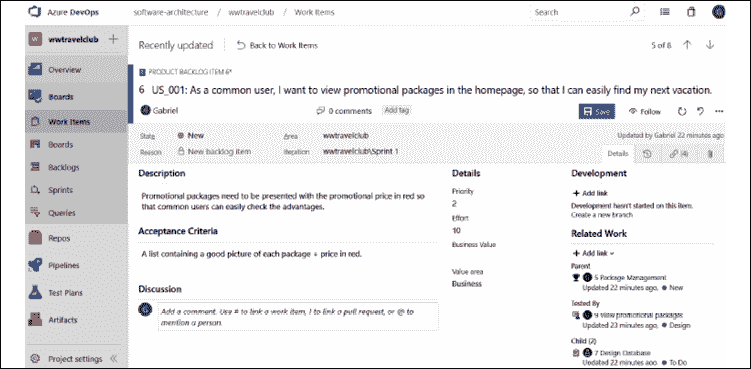 Azure DevOps
software-architecture / wwtravelclub / Work Items
Search
W wwtravelclub
Recently updated
Back to Work Items
5 of 6
Overview
PRODUCT BACKLOG ITEM 6*
Boards
6 US_001: As a common user, I want to view promotional packages in the homepage, so that I can easily find my next vacation.
Gabriel
0 comments
Add tag
Save
Follow
Work Items
State
New
Area
wwtravelclub
Updated by Gabriel 22 minutes ago
Boards
Reason
New backlog item
Iteration
wwtravelclub\Sprint 1
Details
(4)
Backlogs
Sprints
Queries
Repos
Pipelines
Test Plans
Artifacts
Project settings
Description
Promotional packages need to be presented with the promotional price in red so
that common users can easily check the advantages.
Acceptance Criteria
A list containing a good picture of each package + price in red.
Discussion
Add a comment. Use # to link a work item, ! to link a pull request, or @ to
mention a person.
Details
Priority
2
Effort
10
Business Value
Value area
Business
Development
+ Add link
Development hasn't started on this item.
Create a new branch
Related Work
+ Add link
Parent
5 Package Management
Updated 22 minutes ago, New
Tested By
9 view promotional packages
Updated 23 minutes ago, Design
Child (2)
7 Design Database
Updated 22 minutes ago, To Do